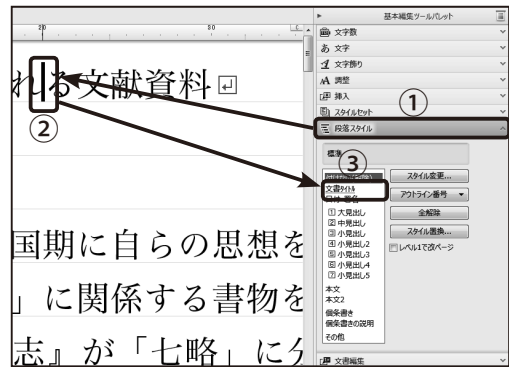 20 30
れる文献資料
国期に自らの思想を
」に関係する書物を
志』が「七略」に分
基本編集ツールパレット
文字数
文字
文字飾り
調整
挿入
スタイルセット
段落スタイル
① ② ③
標準
文書タイトル
1 大見出し
2 中見出し
3 小見出し
4 小見出し2
5 小見出し3
6 小見出し4
7 小見出し5
本文
本文2
個条書き
個条書きの説明
その他
スタイル変更...
アウトライン番号
全解除
スタイル置換...
レベル1で改ページ
文書編集